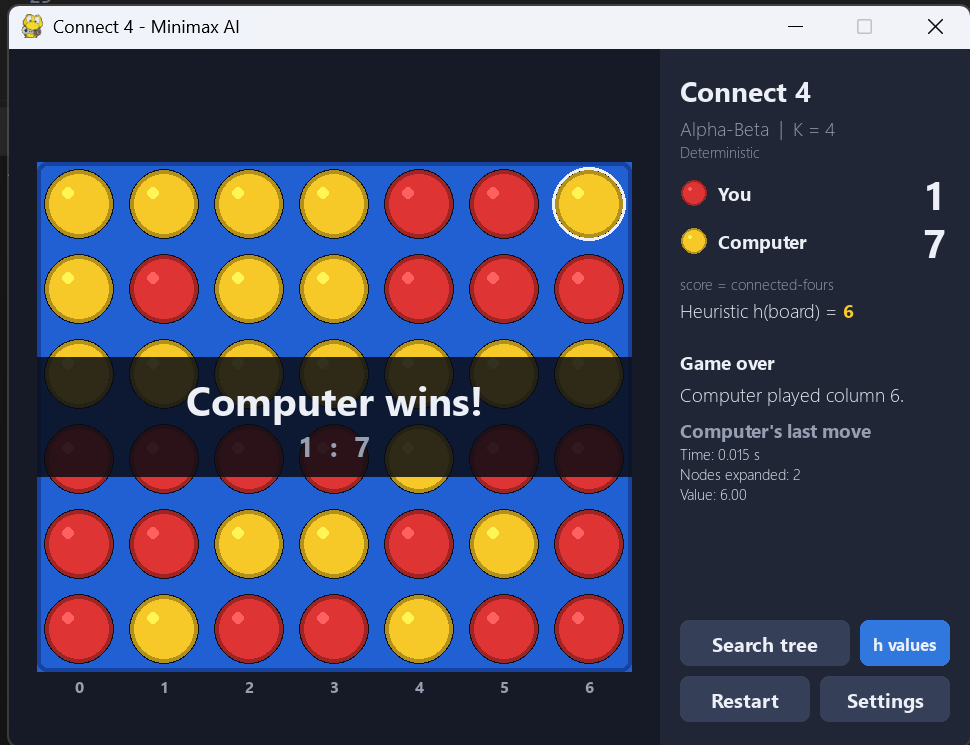 Connect 4 - Minimax AI
Connect 4
Alpha-Beta | K = 4
Deterministic
You 1
Computer 7
score = connected-fours
Heuristic h(board) = 6
Game over
Computer played column 6.
Computer's last move
Time: 0.015 s
Nodes expanded: 2
Value: 6.00
Computer wins!
1 : 7
0 1 2 3 4 5 6
Search tree
h values
Restart
Settings